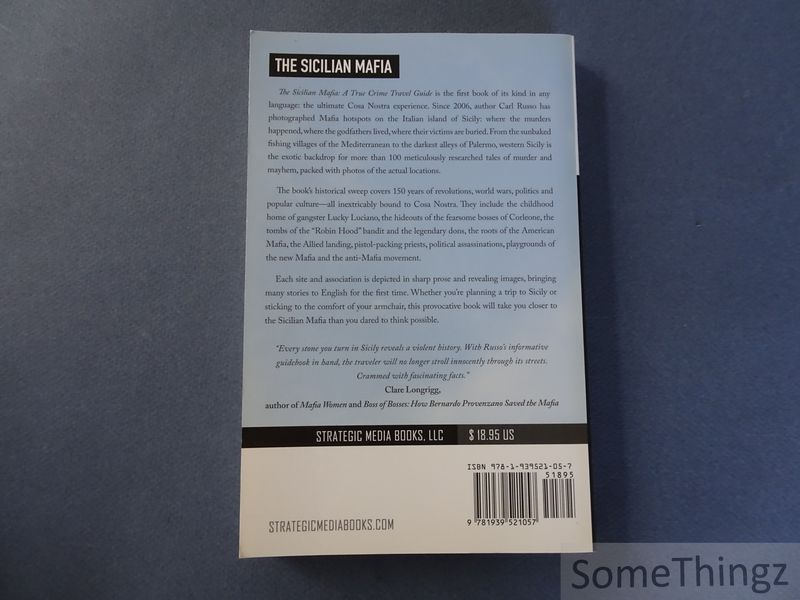 THE SICILIAN MAFIA
The Sicilian Mafia: A True Crime Travel Guide is the first book of its kind in any
language: the ultimate Cosa Nostra experience. Since 2006, author Carl Russo has
photographed Mafia hotspots on the Italian island of Sicily: where the murders
happened, where the godfathers lived, where their victims are buried. From the sunbaked
fishing villages of the Mediterranean to the darkest alleys of Palermo, western Sicily is
the exotic backdrop for more than 100 meticulously researched tales of murder and
mayhem, packed with photos of the actual locations.
The book's historical sweep covers 150 years of revolutions, world wars, politics and
popular culture—all inextricably bound to Cosa Nostra. They include the childhood
home of gangster Lucky Luciano, the hideouts of the fearsome bosses of Corleone, the
tombs of the "Robin Hood" bandit and the legendary dons, the roots of the American
Mafia, the Allied landing, pistol-packing priests, political assassinations, playgrounds of
the new Mafia and the anti-Mafia movement.
Each site and association is depicted in sharp prose and revealing images, bringing
many stories to English for the first time. Whether you're planning a trip to Sicily or
sticking to the comfort of your armchair, this provocative book will take you closer to
the Sicilian Mafia than you dared to think possible.
"Every stone you turn in Sicily reveals a violent history. With Russo's informative
guidebook in hand, the traveler will no longer stroll innocently through its streets.
Crammed with fascinating facts."
Clare Longrigg,
author of Mafia Women and Boss of Bosses: How Bernardo Provenzano Saved the Mafia
STRATEGIC MEDIA BOOKS, LLC $ 18.95 US
ISBN 978-1-939521-05-7
51895
9 781939 521057
STRATEGICMEDIABOOKS.COM
SomeThingz